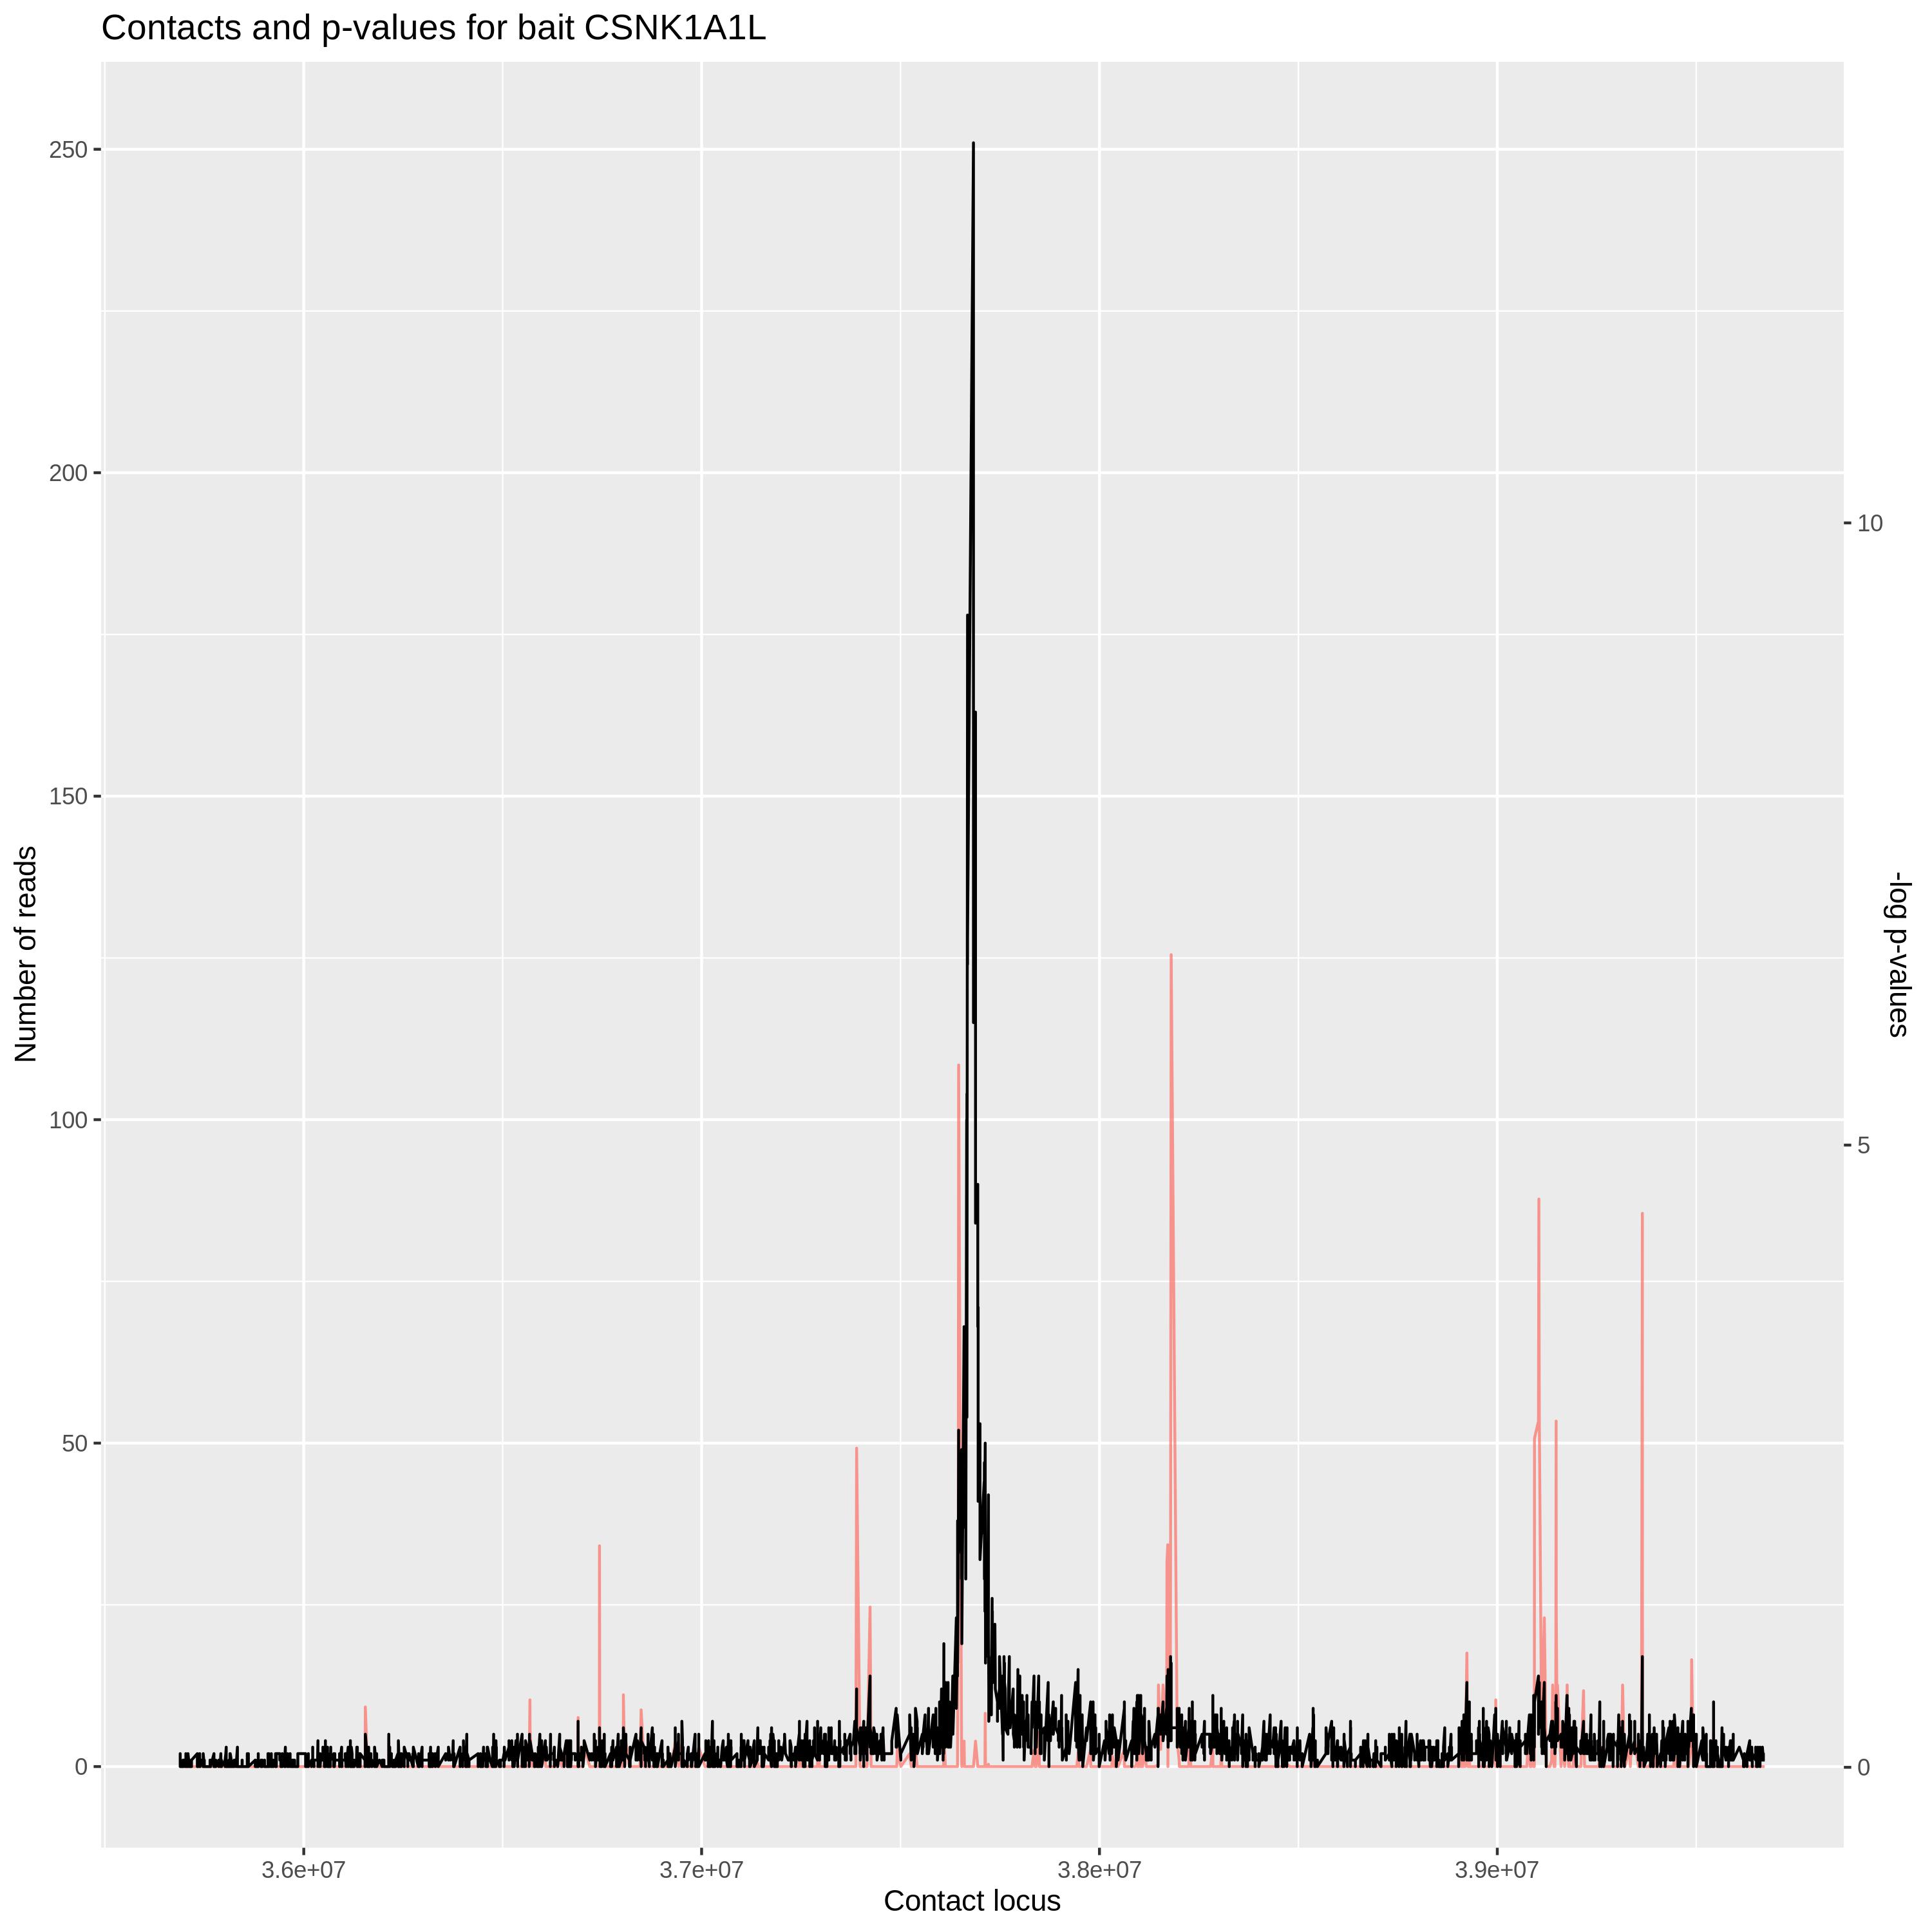 Contacts and p-values for bait CSNK1A1L
250
200
150
100
50
0
Number of reads
10
5
0
-log p-values
3.6e+07
3.7e+07
3.8e+07
3.9e+07
Contact locus